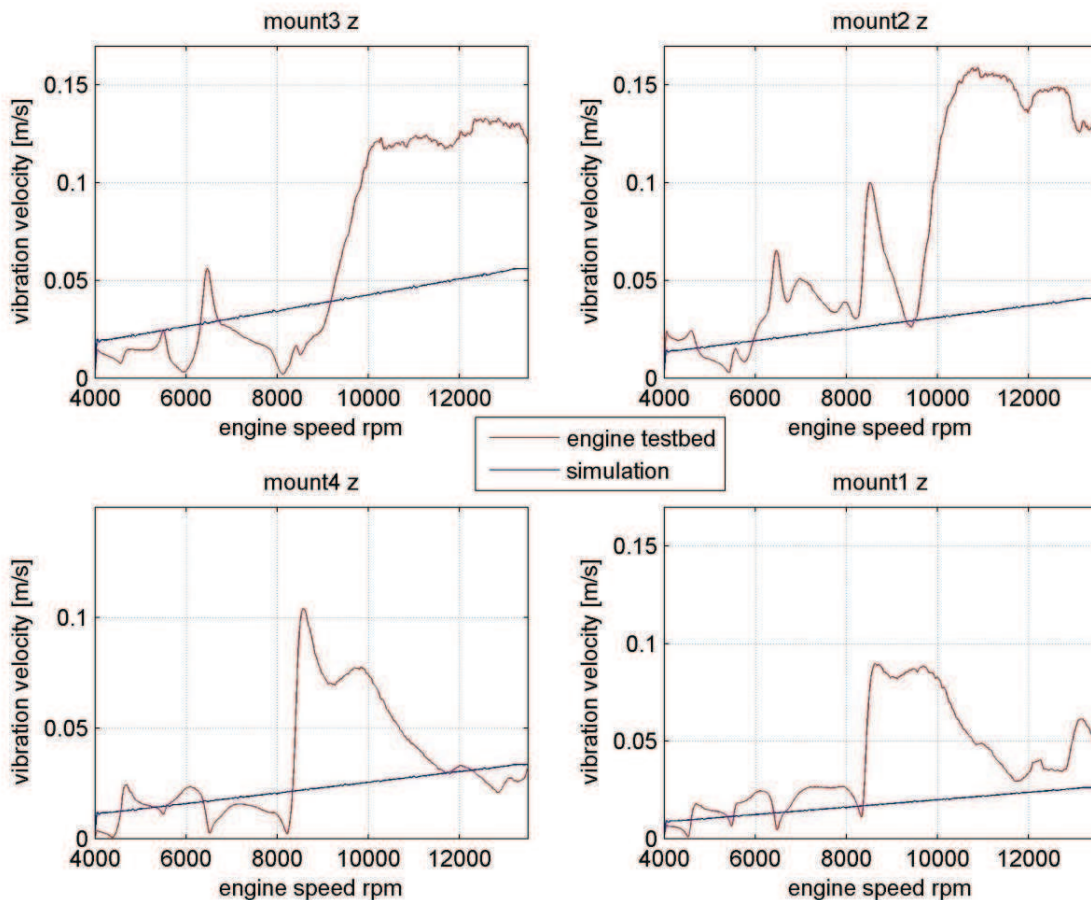 mount3 z
vibration velocity [m/s]
0.15
0.1
0.05
0
4000 6000 8000 10000 12000
engine speed rpm
mount2 z
vibration velocity [m/s]
0.15
0.1
0.05
0
4000 6000 8000 10000 12000
engine speed rpm
engine testbed
simulation
mount4 z
vibration velocity [m/s]
0.1
0.05
0
4000 6000 8000 10000 12000
engine speed rpm
mount1 z
vibration velocity [m/s]
0.15
0.1
0.05
0
4000 6000 8000 10000 12000
engine speed rpm